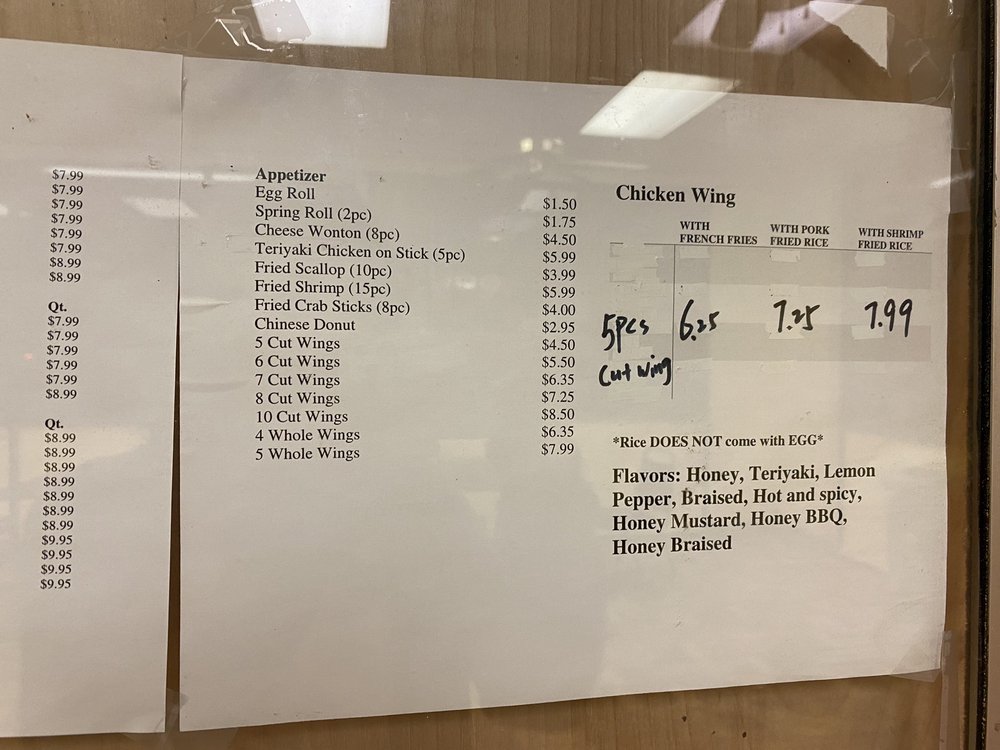 $7.99
$7.99
$7.99
$7.99
$7.99
$7.99
$8.99
$8.99
Qt.
$7.99
$7.99
$7.99
$7.99
$7.99
$8.99
Qt.
$8.99
$8.99
$8.99
$8.99
$8.99
$8.99
$8.99
$9.95
$9.95
$9.95
$9.95
Appetizer
Egg Roll $1.50
Spring Roll (2pc) $1.75
Cheese Wonton (8pc) $4.50
Teriyaki Chicken on Stick (5pc) $5.99
Fried Scallop (10pc) $3.99
Fried Shrimp (15pc) $5.99
Fried Crab Sticks (8pc) $4.00
Chinese Donut $2.95
5 Cut Wings $4.50
6 Cut Wings $5.50
7 Cut Wings $6.35
8 Cut Wings $7.25
10 Cut Wings $8.50
4 Whole Wings $6.35
5 Whole Wings $7.99
Chicken Wing
WITH FRENCH FRIES
WITH PORK FRIED RICE
WITH SHRIMP FRIED RICE
5pcs 6.25 7.25 7.99
Cut wing
*Rice DOES NOT come with EGG*
Flavors: Honey, Teriyaki, Lemon
Pepper, Braised, Hot and spicy,
Honey Mustard, Honey BBQ,
Honey Braised